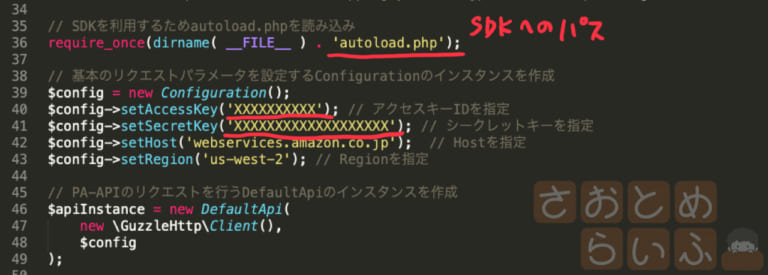 34
35 // SDKを利用するためautoload.phpを読み込み
SDKへのパス
36 require_once(dirname( __FILE__ ) . 'autoload.php');
37
38 // 基本のリクエストパラメータを設定するConfigurationのインスタンスを作成
39 $config = new Configuration();
40 $config->setAccessKey('XXXXXXXXXX'); // アクセスキーIDを指定
41 $config->setSecretKey('XXXXXXXXXXXXXXXXXXX'); // シークレットキーを指定
42 $config->setHost('webservices.amazon.co.jp'); // Hostを指定
43 $config->setRegion('us-west-2'); // Regionを指定
44
45 // PA-APIのリクエストを行うDefaultApiのインスタンスを作成
46 $apiInstance = new DefaultApi(
47 new \GuzzleHttp\Client(),
48 $config
49 );
50
さおとめ
らいふ